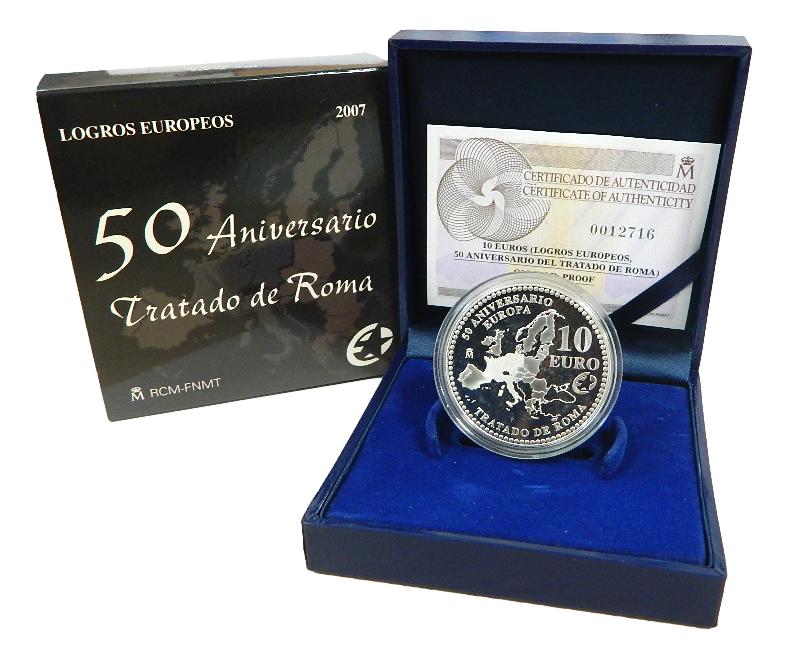 LOGROS EUROPEOS
2007
50 Aniversario
Tratado de Roma
M RCM-FNMT
M
CERTIFICADO DE AUTENTICIDAD
CERTIFICATE OF AUTHENTICITY
0012716
10 EUROS (LOGROS EUROPEOS,
50 ANIVERSARIO DEL TRATADO DE ROMA)
PROOF
50 ANIVERSARIO
EUROPA
M
10
EURO
TRATADO DE ROMA